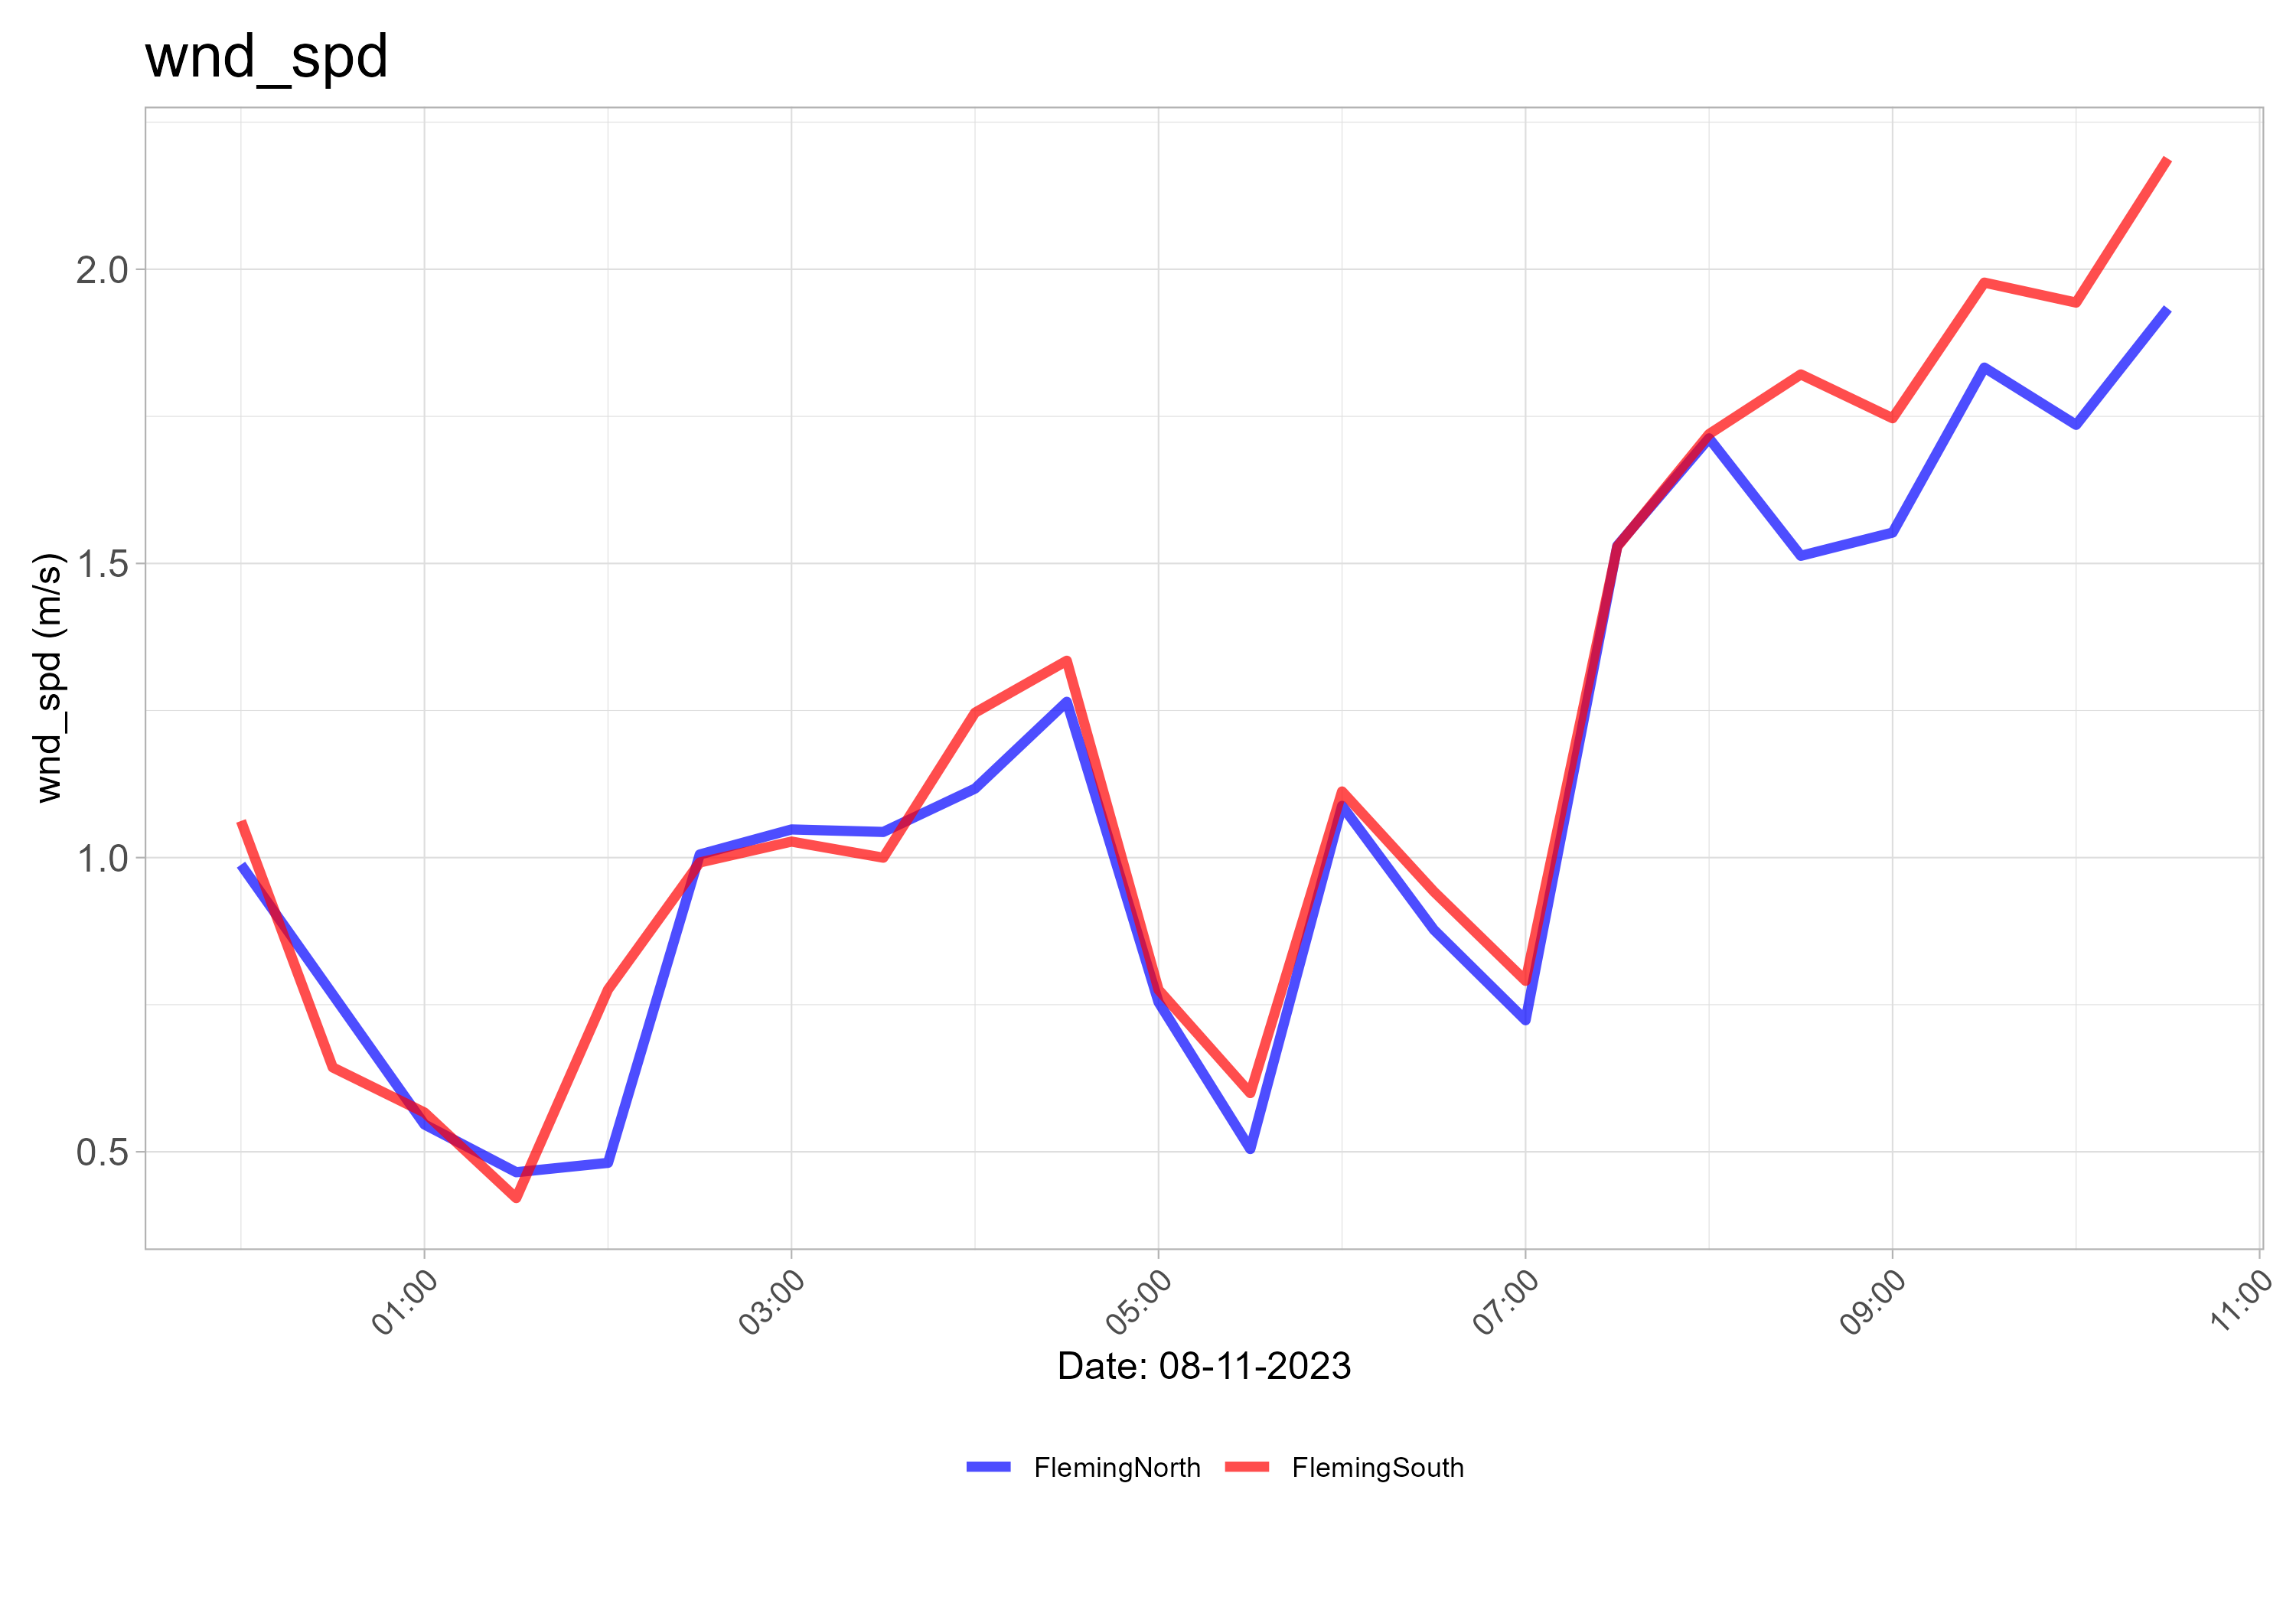 wnd_spd
wnd_spd (m/s)
2.0
1.5
1.0
0.5
01:00 03:00 05:00 07:00 09:00 11:00
Date: 08-11-2023
FlemingNorth FlemingSouth